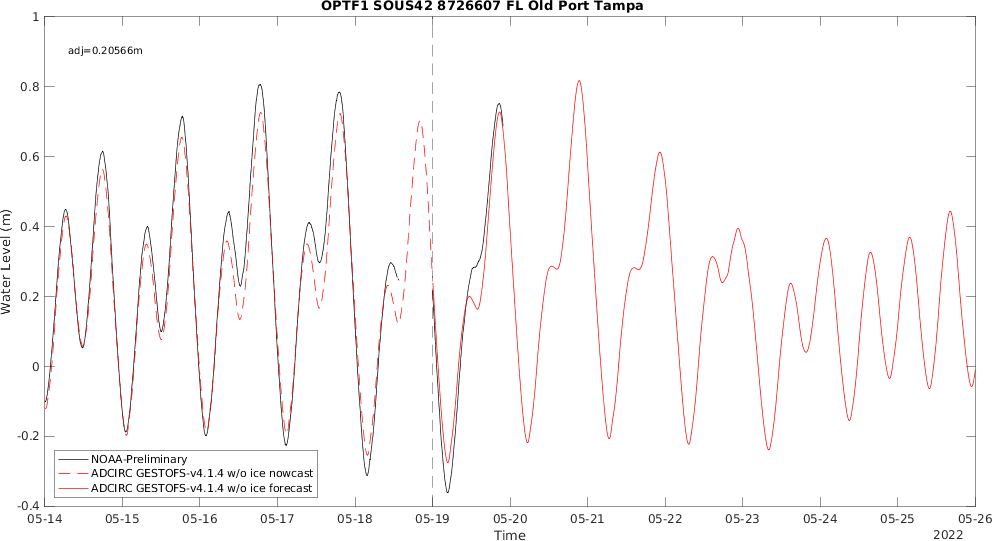 OPTF1 SOUS42 8726607 FL Old Port Tampa
adj=0.20566m
1
0.8
0.6
0.4
0.2
0
-0.2
-0.4
Water Level (m)
NOAA-Preliminary
ADCIRC GESTOFS-v4.1.4 w/o ice nowcast
ADCIRC GESTOFS-v4.1.4 w/o ice forecast
05-14 05-15 05-16 05-17 05-18 05-19 05-20 05-21 05-22 05-23 05-24 05-25 05-26
Time
2022